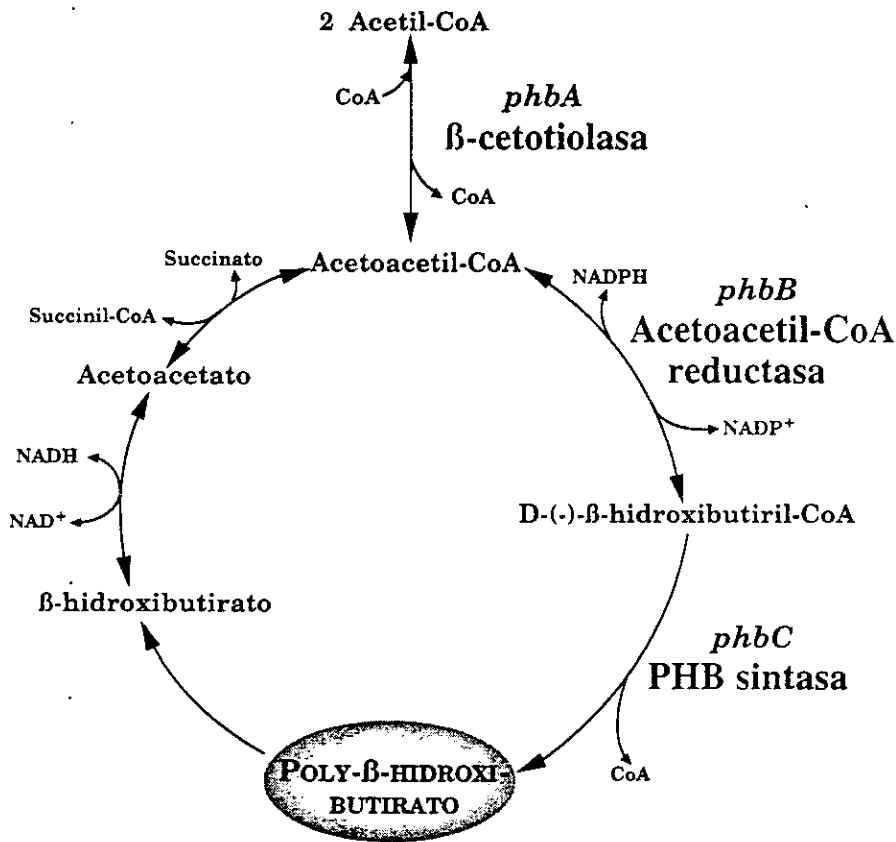 2 Acetil-CoA
CoA
phbA
ß-cetotiolasa
CoA
Succinato
Acetoacetil-CoA
NADPH
phbB
Succinil-CoA
Acetoacetil-CoA
reductasa
Acetoacetato
NADP+
NADH
NAD+
D-(-)-ß-hidroxibutiril-CoA
ß-hidroxibutirato
phbC
PHB sintasa
POLY-ß-HIDROXI-
BUTIRATO
CoA